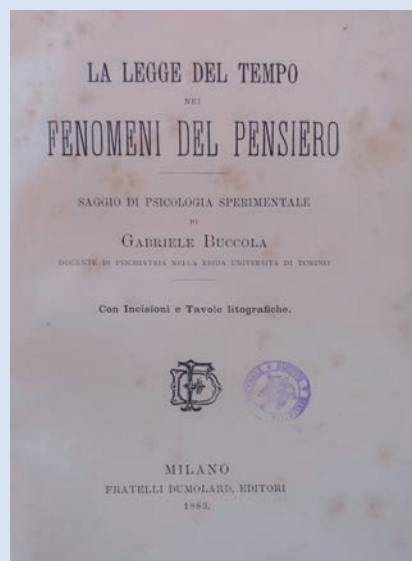 LA LEGGE DEL TEMPO
NEI
FENOMENI DEL PENSIERO
SAGGIO DI PSICOLOGIA SPERIMENTALE
DI
GABRIELE BUCCOLA
DOCENTE DI PSICHIATRIA NELLA REGIA UNIVERSITÀ DI TORINO
Con Incisioni e Tavole litografiche.
MILANO
FRATELLI DUMOLARD, EDITORI
1883.